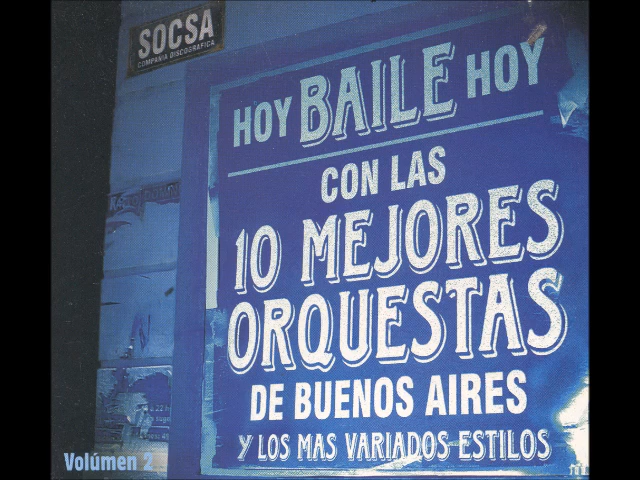 SOCSA
COMPAÑIA DISCOGRAFICA
HOY BAILE HOY
CON LAS
10 MEJORES
ORQUESTAS
DE BUENOS AIRES
Y LOS MAS VARIADOS ESTILOS
Volúmen 2